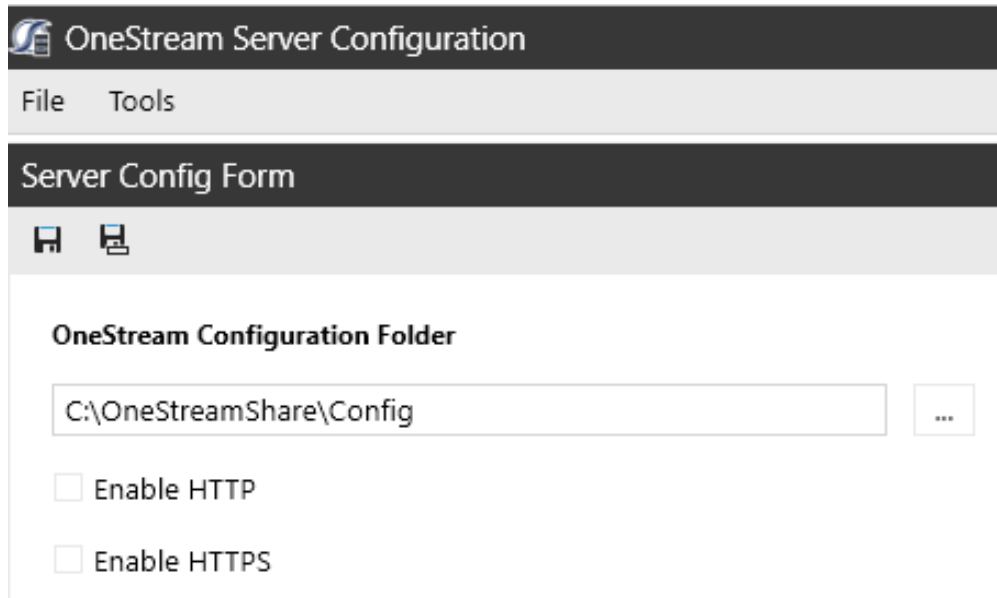 OneStream Server Configuration
File Tools
Server Config Form
OneStream Configuration Folder
C:\OneStreamShare\Config
...
Enable HTTP
Enable HTTPS